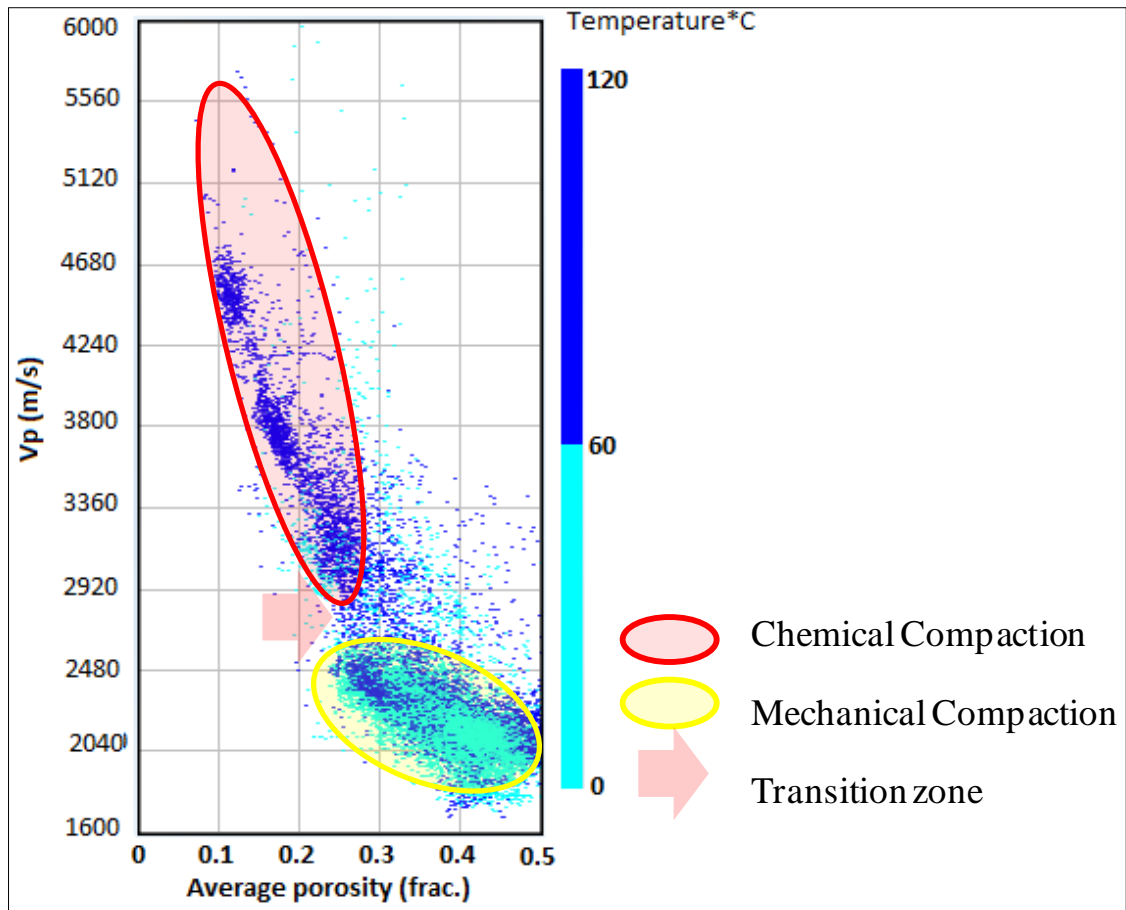 Temperature*C
6000
5560
5120
4680
4240
3800
3360
2920
2480
2040
1600
Vp (m/s)
0 0.1 0.2 0.3 0.4 0.5
Average porosity (frac.)
120
60
0
Chemical Compaction
Mechanical Compaction
Transition zone